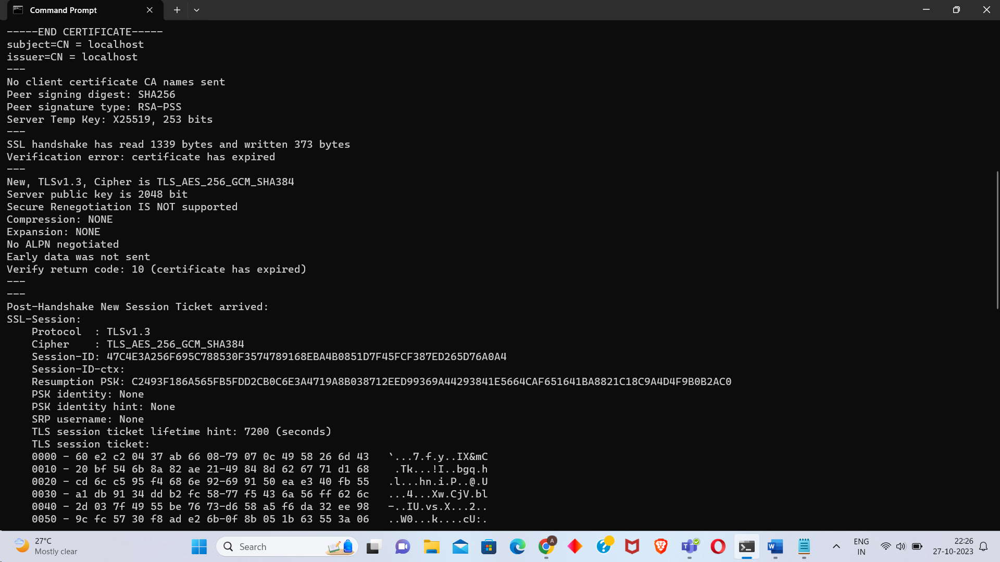 Command Prompt
-----END CERTIFICATE-----
subject=CN = localhost
issuer=CN = localhost
---
No client certificate CA names sent
Peer signing digest: SHA256
Peer signature type: RSA-PSS
Server Temp Key: X25519, 253 bits
---
SSL handshake has read 1339 bytes and written 373 bytes
Verification error: certificate has expired
---
New, TLSv1.3, Cipher is TLS_AES_256_GCM_SHA384
Server public key is 2048 bit
Secure Renegotiation IS NOT supported
Compression: NONE
Expansion: NONE
No ALPN negotiated
Early data was not sent
Verify return code: 10 (certificate has expired)
---
---
Post-Handshake New Session Ticket arrived:
SSL-Session:
    Protocol  : TLSv1.3
    Cipher    : TLS_AES_256_GCM_SHA384
    Session-ID: 47C4E3A256F695C788530F3574789168EBA4B0851D7F45FCF387ED265D76A0A4
    Session-ID-ctx:
    Resumption PSK: C2493F186A565FB5FDD2CB0C6E3A4719A8B038712EED99369A44293841E5664CAF651641BA8821C18C9A4D4F9B0B2AC0
    PSK identity: None
    PSK identity hint: None
    SRP username: None
    TLS session ticket lifetime hint: 7200 (seconds)
    TLS session ticket:
    0000 - 60 e2 c2 04 37 ab 66 08-79 07 0c 49 58 26 6d 43   `...7.f.y..IX&mC
    0010 - 20 bf 54 6b 8a 82 ae 21-49 84 8d 62 67 71 d1 68    .Tk...!I..bgq.h
    0020 - cd 6c c5 95 f4 68 6e 92-69 91 50 ea e3 40 fb 55   .l...hn.i.P..@.U
    0030 - a1 db 91 34 dd b2 fc 58-77 f5 43 6a 56 ff 62 6c   ...4...Xw.CjV.bl
    0040 - 2d 03 7f 49 55 be 76 73-d6 58 a5 f6 da 32 ee 98   -..IU.vs.X...2..
    0050 - 9c fc 57 30 f8 ad e2 6b-0f 8b 05 1b 63 55 3a 06   ..W0...k....cU:.
27°C
Mostly clear
Search
A
ENG
IN
22:26
27-10-2023